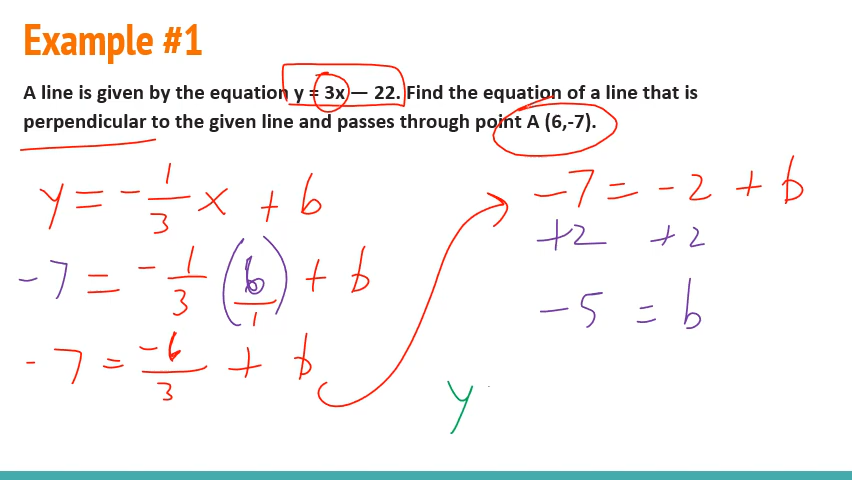 Example #1
A line is given by the equation y = 3x — 22. Find the equation of a line that is
perpendicular to the given line and passes through point A (6,-7).
y = -1/3 x + b
-7 = -1/3 (6/1) + b
-7 = -6/3 + b
-7 = -2 + b
+2 +2
-5 = b
y